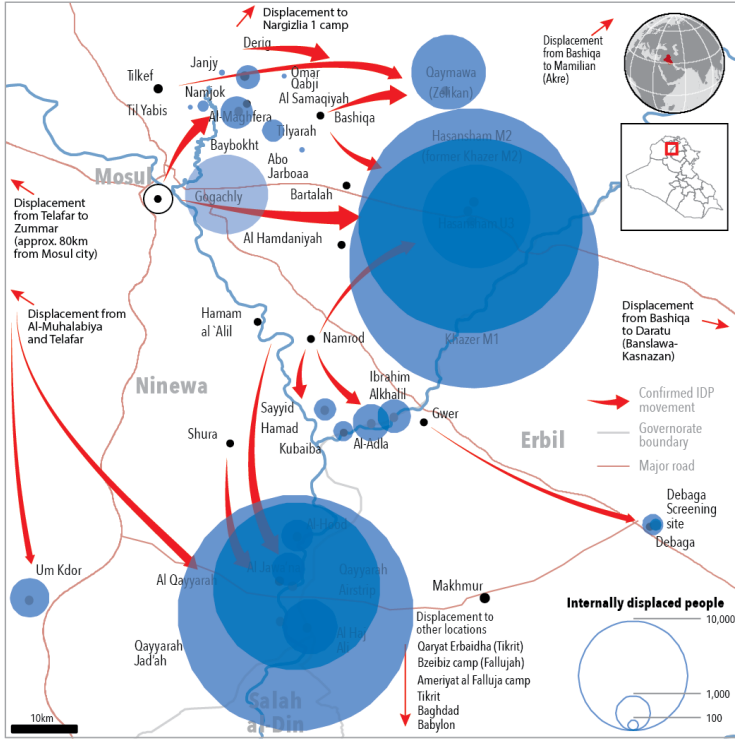 Displacement to
Nargizlia 1 camp
Derig
Janjy
Omar
Qabji
Tilkef
Til Yabis
Namjok
Al Samaqiyah
Al-Maghfera
Tilyarah
Bashiqa
Baybokht
Abo
Jarboaa
Qaymawa
(Zelikan)
Displacement
from Bashiqa
to Mamilian
(Akre)
Hasansham M2
(former Khazer M2)
Hasansham U3
Khazer M1
Mosul
Gogachly
Bartalah
Al Hamdaniyah
Displacement
from Telafar to
Zummar
(approx. 80km
from Mosul city)
Displacement from
Al-Muhalabiya
and Telafar
Hamam
al `Alil
Namrod
Displacement
from Bashiqa
to Daratu
(Banslawa-
Kasnazan)
Ninewa
Ibrahim
Alkhalil
Sayyid
Hamad
Kubaiba
Al-Adla
Gwer
Shura
Erbil
Confirmed IDP
movement
Governorate
boundary
Major road
Debaga
Screening
site
Debaga
Um Kdor
Al Qayyarah
Qayyarah
Airstrip
Qayyarah
Jad'ah
Al Haj
Makhmur
Salah
al Din
Displacement to
other locations
Qaryat Erbaidha (Tikrit)
Bzeibiz camp (Fallujah)
Ameriyat al Falluja camp
Tikrit
Baghdad
Babylon
Internally displaced people
10,000
1,000
100
10km